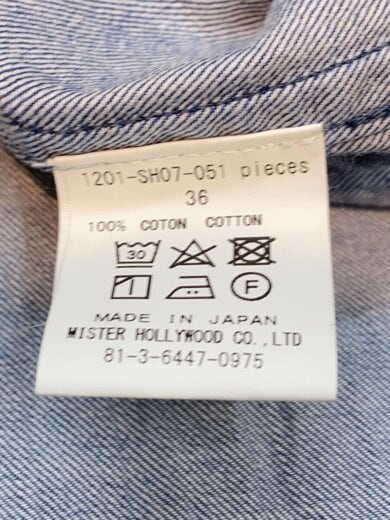 1201-SH07-051 pieces
36
100% COTON COTTON
30
F
MADE IN JAPAN
MISTER HOLLYWOOD CO.,LTD
81-3-6447-0975